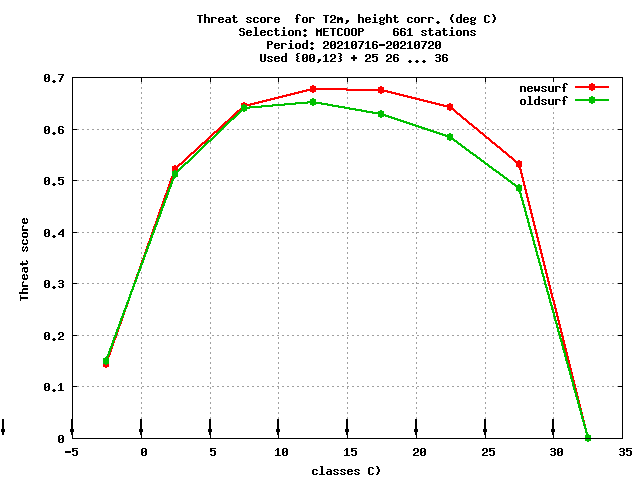 Threat score  for T2m, height corr. (deg C)
Selection: METCOOP    661 stations
Period: 20210716-20210720
Used {00,12} + 25 26 ... 36
newsurf
oldsurf
0.7
0.6
0.5
0.4
0.3
0.2
0.1
0
Threat score
-5 0 5 10 15 20 25 30 35
classes C)